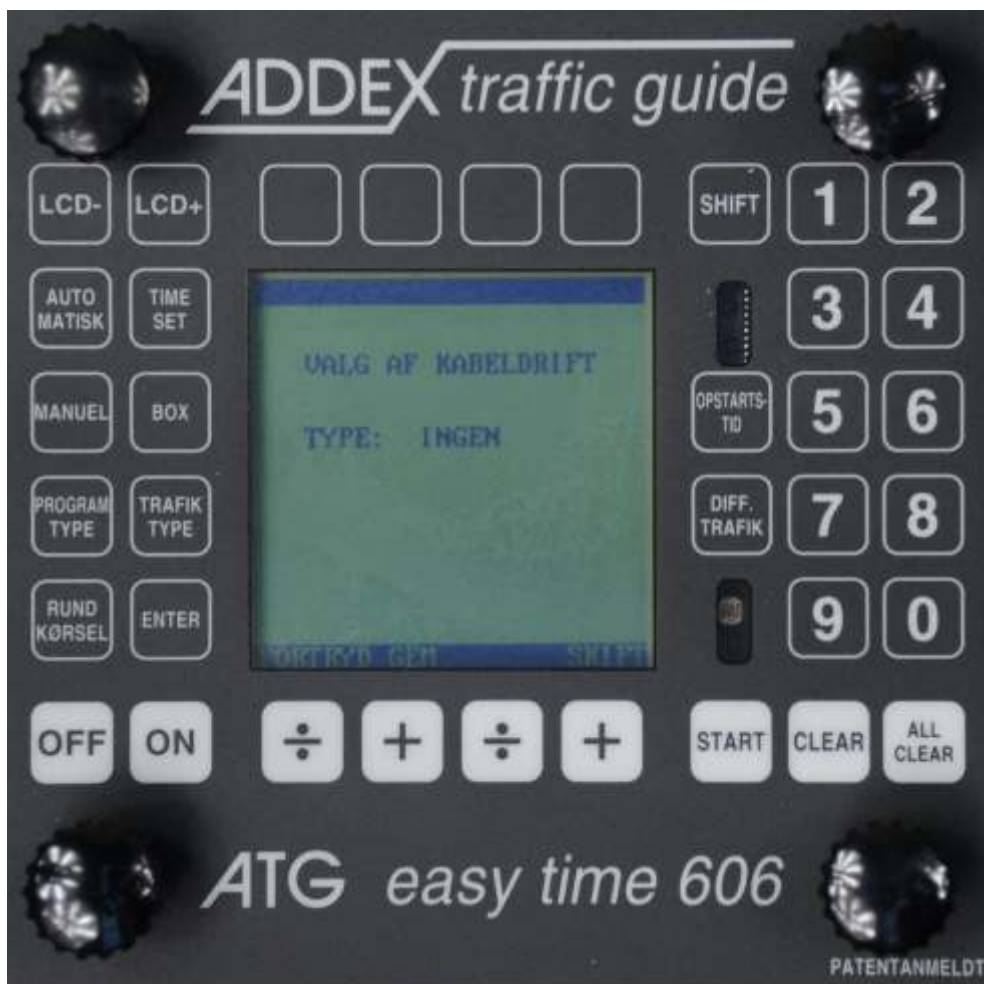 ADDEX traffic guide
LCD- LCD+ SHIFT 1 2
AUTO MATISK TIME SET 3 4
VALG AF KABELDRIFT
MANUEL BOX OPSTARTS- TID 5 6
TYPE: INGEN
PROGRAM TYPE TRAFIK TYPE DIFF. TRAFIK 7 8
RUND KØRSEL ENTER 9 0
GEM SKIFT
OFF ON ÷ + ÷ + START CLEAR ALL CLEAR
ATG easy time 606
PATENTANMELDT